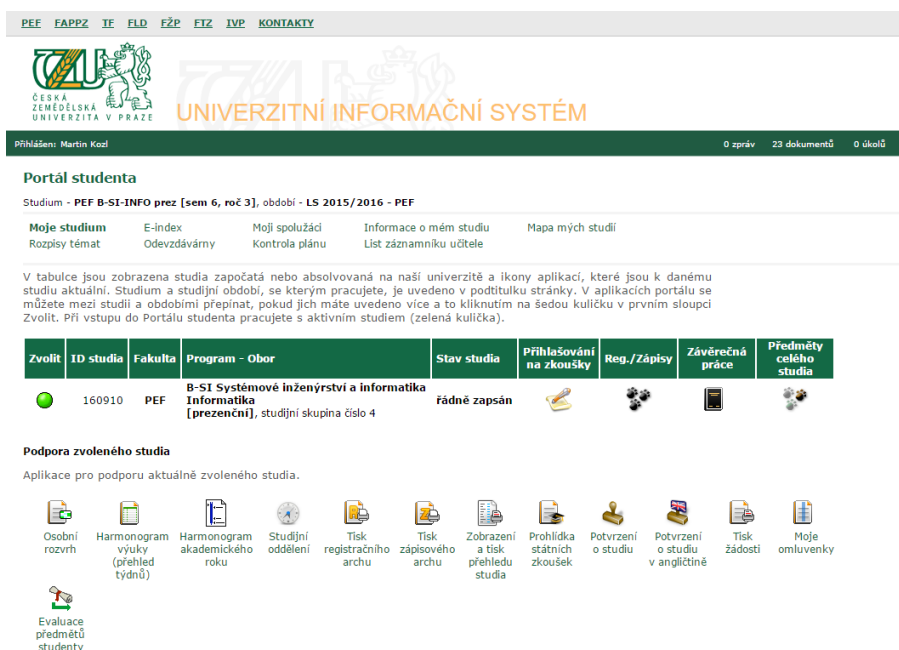 PEF FAPPZ TF FLD FŽP FTZ IVP KONTAKTY
ČESKÁ
ZEMĚDĚLSKÁ
UNIVERZITA V PRAZE
UNIVERZITNÍ INFORMAČNÍ SYSTÉM
Přihlášen: Martin Kozl 0 zpráv 23 dokumentů 0 úkolů
Portál studenta
Studium - PEF B-SI-INFO prez [sem 6, roč 3], období - LS 2015/2016 - PEF
Moje studium E-index Moji spolužáci Informace o mém studiu Mapa mých studií
Rozpisy témat Odevzdávárny Kontrola plánu List záznamníku učitele
V tabulce jsou zobrazena studia započatá nebo absolvovaná na naší univerzitě a ikony aplikací, které jsou k danému
studiu aktuální. Studium a studijní období, se kterým pracujete, je uvedeno v podtitulku stránky. V aplikacích portálu se
můžete mezi studii a obdobími přepínat, pokud jich máte uvedeno více a to kliknutím na šedou kuličku v prvním sloupci
Zvolit. Při vstupu do Portálu studenta pracujete s aktivním studiem (zelená kulička).
Zvolit ID studia Fakulta Program - Obor Stav studia Přihlašování na zkoušky Reg./Zápisy Závěrečná práce Předměty celého studia
B-SI Systémové inženýrství a informatika
160910 PEF Informatika řádně zapsán
[prezenční], studijní skupina číslo 4
Podpora zvoleného studia
Aplikace pro podporu aktuálně zvoleného studia.
Osobní Harmonogram Harmonogram Studijní Tisk Tisk Zobrazení Prohlídka Potvrzení Potvrzení Tisk Moje
rozvrh výuky akademického oddělení registračního zápisového a tisk státních o studiu o studiu žádosti omluvenky
(přehled roku archu archu přehledu zkoušek v angličtině
týdnů) studia
Evaluace
předmětů
studenty